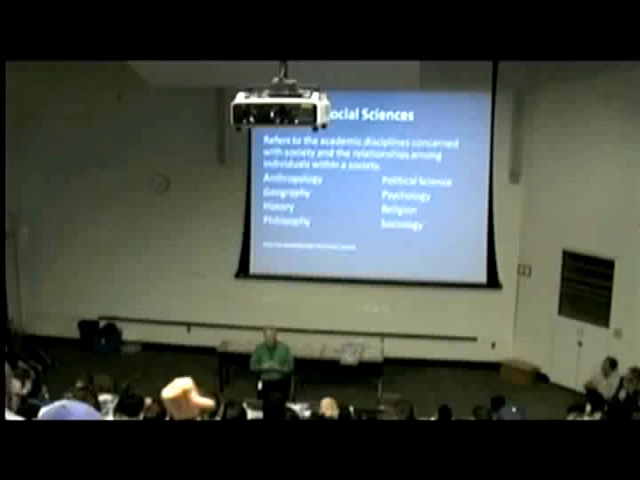 ocial Sciences
Refers to the academic disciplines concerned
with society and the relationships among
individuals within a society.
Anthropology
Geography
History
Philosophy
Political Science
Psychology
Religion
Sociology